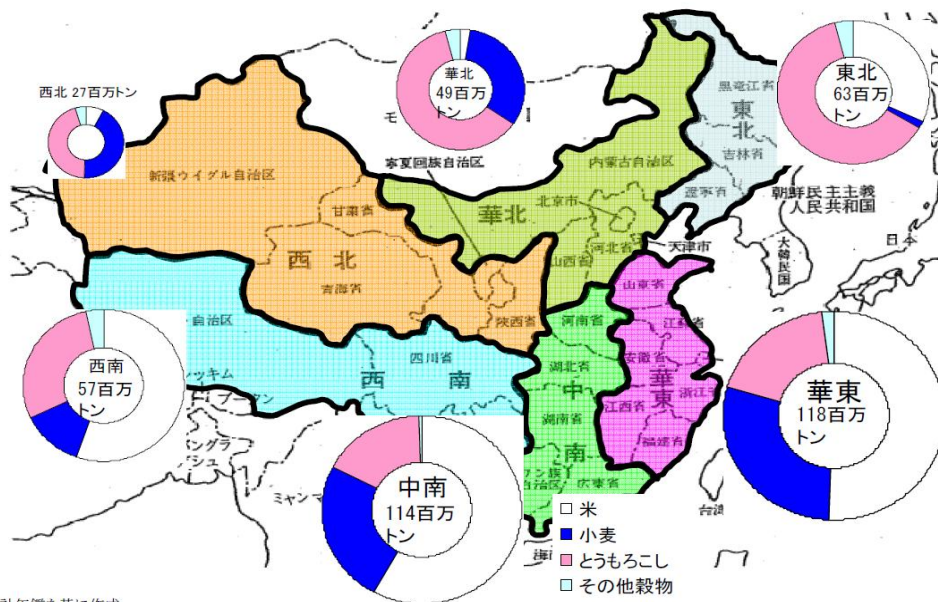 西北 27百万トン
華北
49百万
トン
東北
63百万
トン
黒竜江省
東
北
吉林省
遼寧省
寧夏回族自治区
内蒙古自治区
新疆ウイグル自治区
甘粛省
北京市
華北
朝鮮民主主義
人民共和国
天津市
河北省
山西省
日本
大韓民国
西北
青海省
陝西省
山東省
河南省
江蘇省
自治区
四川省
西南
湖北省
安徽省
中
華
東
浙江
江西省
湖南省
南
福建省
西南
57百万
トン
華東
118百万
トン
広東省
自治区
中南
114百万
トン
ミャンマ
米
小麦
とうもろこし
その他穀物